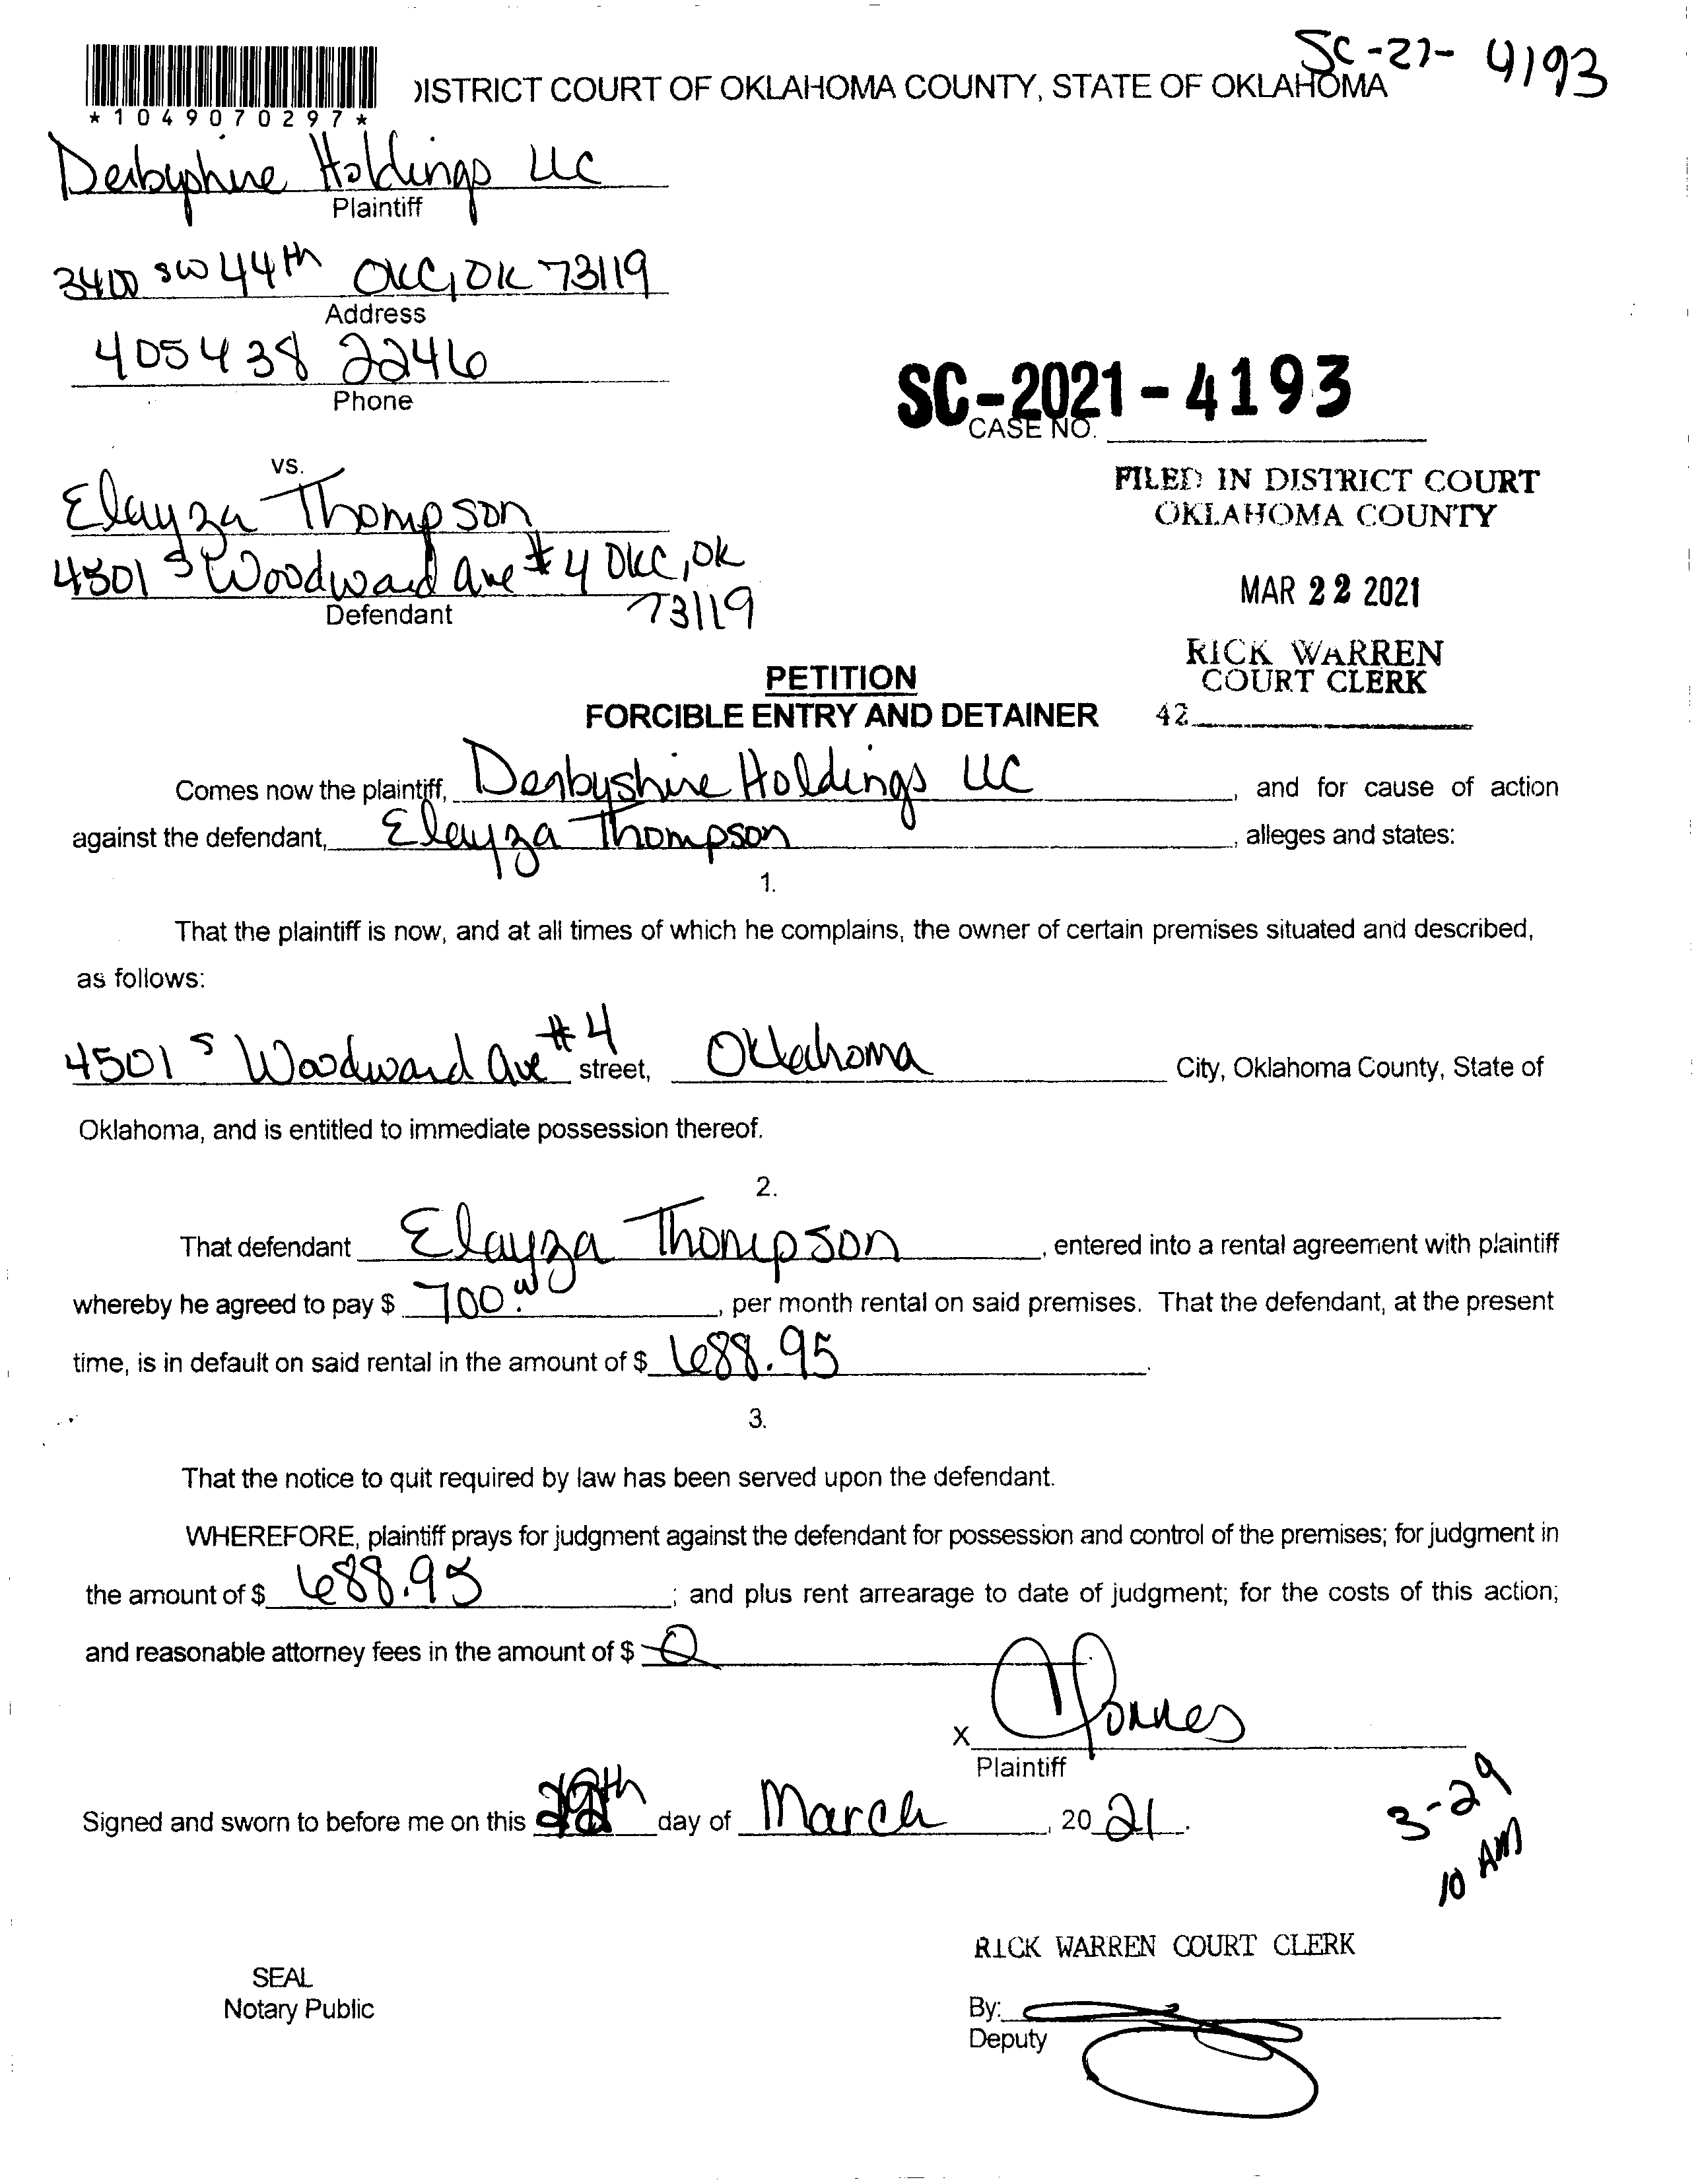 SC-21-4193
*1049070297*
DISTRICT COURT OF OKLAHOMA COUNTY, STATE OF OKLAHOMA
Derbyshire Holdings LLC
Plaintiff
3400 SW 44th OKC, OK 73119
Address
405 438 2246
Phone
SC-2021-4193
CASE NO.
vs.
Elayza Thompson
4501 S Woodward Ave #4 OKC, OK
73119
Defendant
FILED IN DISTRICT COURT
OKLAHOMA COUNTY
MAR 22 2021
RICK WARREN
COURT CLERK
42
PETITION
FORCIBLE ENTRY AND DETAINER
Comes now the plaintiff, Derbyshire Holdings LLC, and for cause of action
against the defendant, Elayza Thompson, alleges and states:
1.
That the plaintiff is now, and at all times of which he complains, the owner of certain premises situated and described,
as follows:
4501 S Woodward Ave #4 street, Oklahoma City, Oklahoma County, State of
Oklahoma, and is entitled to immediate possession thereof.
2.
That defendant Elayza Thompson, entered into a rental agreement with plaintiff
whereby he agreed to pay $ 700.00, per month rental on said premises. That the defendant, at the present
time, is in default on said rental in the amount of $ 688.95.
3.
That the notice to quit required by law has been served upon the defendant.
WHEREFORE, plaintiff prays for judgment against the defendant for possession and control of the premises; for judgment in
the amount of $ 688.95; and plus rent arrearage to date of judgment; for the costs of this action;
and reasonable attorney fees in the amount of $ 0
X
Plaintiff
Signed and sworn to before me on this 22th day of March, 2021.
3-29
10 AM
RICK WARREN COURT CLERK
SEAL
Notary Public
By:
Deputy